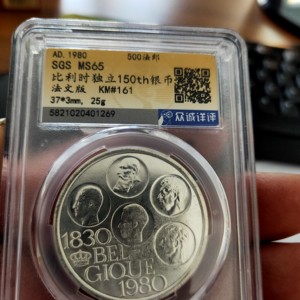 AD. 1980 500法郎
SGS MS65
比利时独立150th银币
法文版 KM#161
37*3mm, 25g
5821020401269
众诚详评
1830
BEL
GIQUE
1980